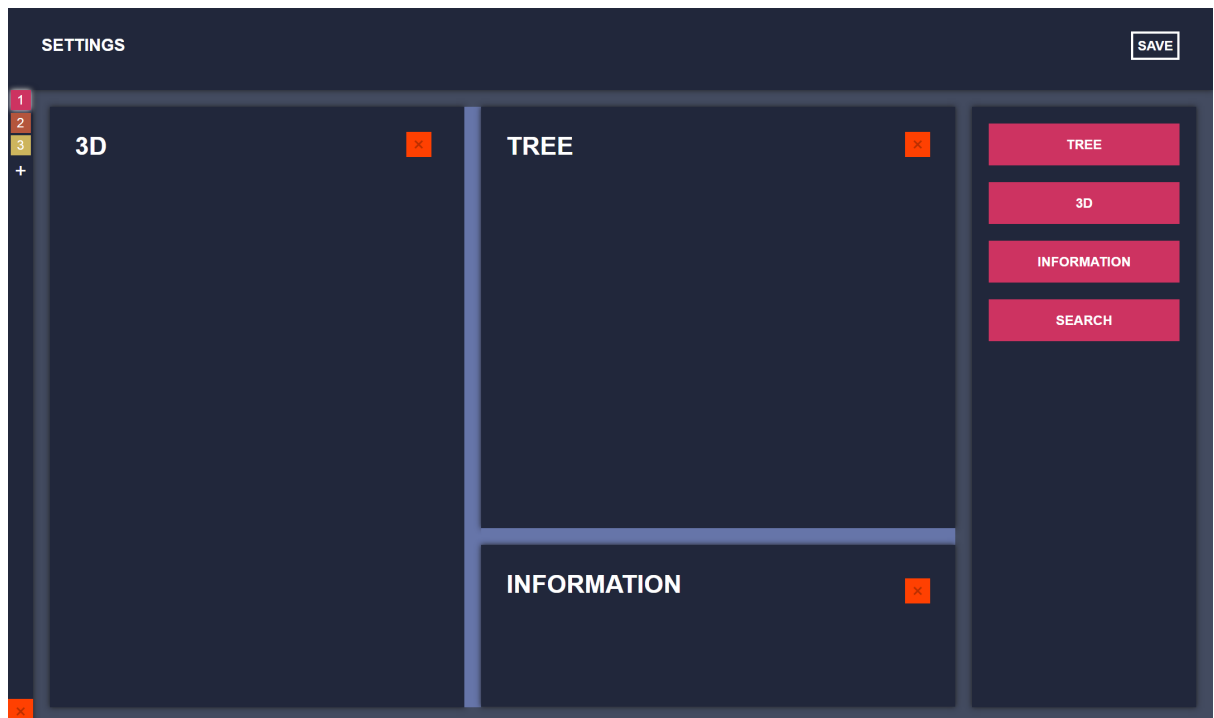 SETTINGS
SAVE
1
2
3
+
3D
×
TREE
×
INFORMATION
×
TREE
3D
INFORMATION
SEARCH
×